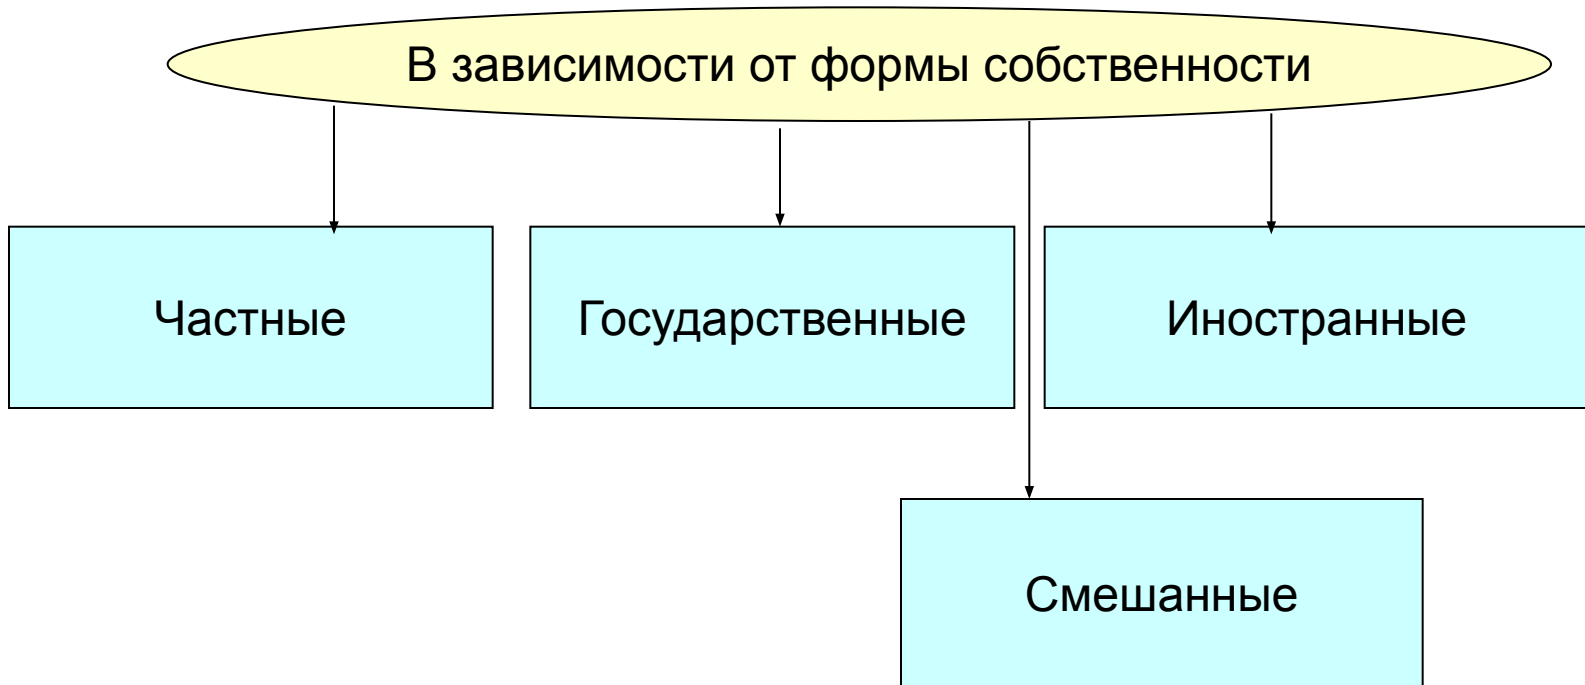 В зависимости от формы собственности
Частные
Государственные
Иностранные
Смешанные